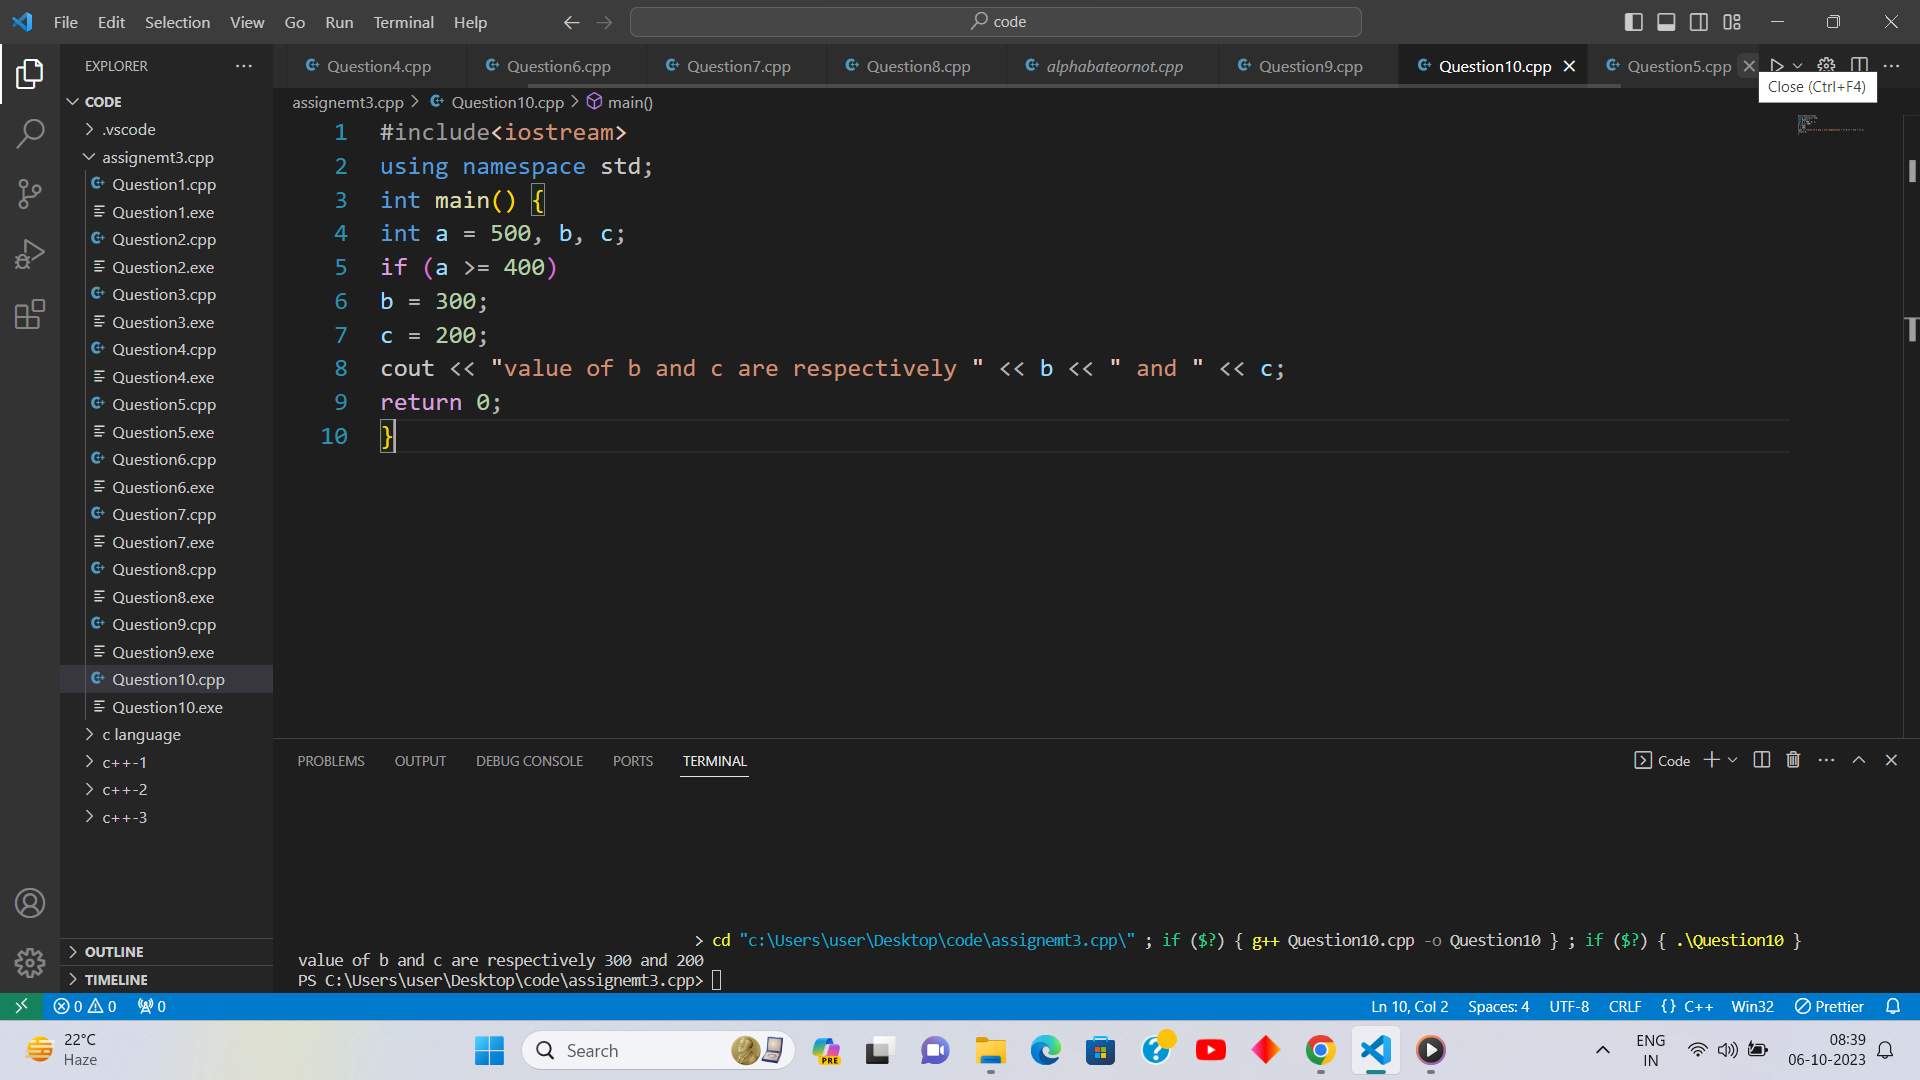 File Edit Selection View Go Run Terminal Help
code
EXPLORER
Question4.cpp Question6.cpp Question7.cpp Question8.cpp alphabateornot.cpp Question9.cpp Question10.cpp Question5.cpp
Close (Ctrl+F4)
assignemt3.cpp > Question10.cpp > main()
CODE
.vscode
assignemt3.cpp
Question1.cpp
Question1.exe
Question2.cpp
Question2.exe
Question3.cpp
Question3.exe
Question4.cpp
Question4.exe
Question5.cpp
Question5.exe
Question6.cpp
Question6.exe
Question7.cpp
Question7.exe
Question8.cpp
Question8.exe
Question9.cpp
Question9.exe
Question10.cpp
Question10.exe
c language
c++-1
c++-2
c++-3
OUTLINE
TIMELINE
1 #include<iostream>
2 using namespace std;
3 int main() {
4 int a = 500, b, c;
5 if (a >= 400)
6 b = 300;
7 c = 200;
8 cout << "value of b and c are respectively " << b << " and " << c;
9 return 0;
10 }
PROBLEMS OUTPUT DEBUG CONSOLE PORTS TERMINAL
Code
> cd "c:\Users\user\Desktop\code\assignemt3.cpp\" ; if ($?) { g++ Question10.cpp -o Question10 } ; if ($?) { .\Question10 }
value of b and c are respectively 300 and 200
PS C:\Users\user\Desktop\code\assignemt3.cpp>
0 0 0
Ln 10, Col 2 Spaces: 4 UTF-8 CRLF {} C++ Win32 Prettier
22°C
Haze
Search
PRE
ENG
IN
08:39
06-10-2023